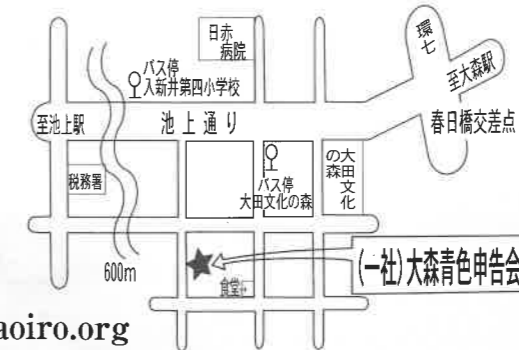 日赤
病院
環七
バス停
入新井第四小学校
至大森駅
至池上駅
池上通り
春日橋交差点
税務署
バス停
大田文化の森
大田文化
の森
600m
食堂
(一社)大森青色申告会
aoiro.org